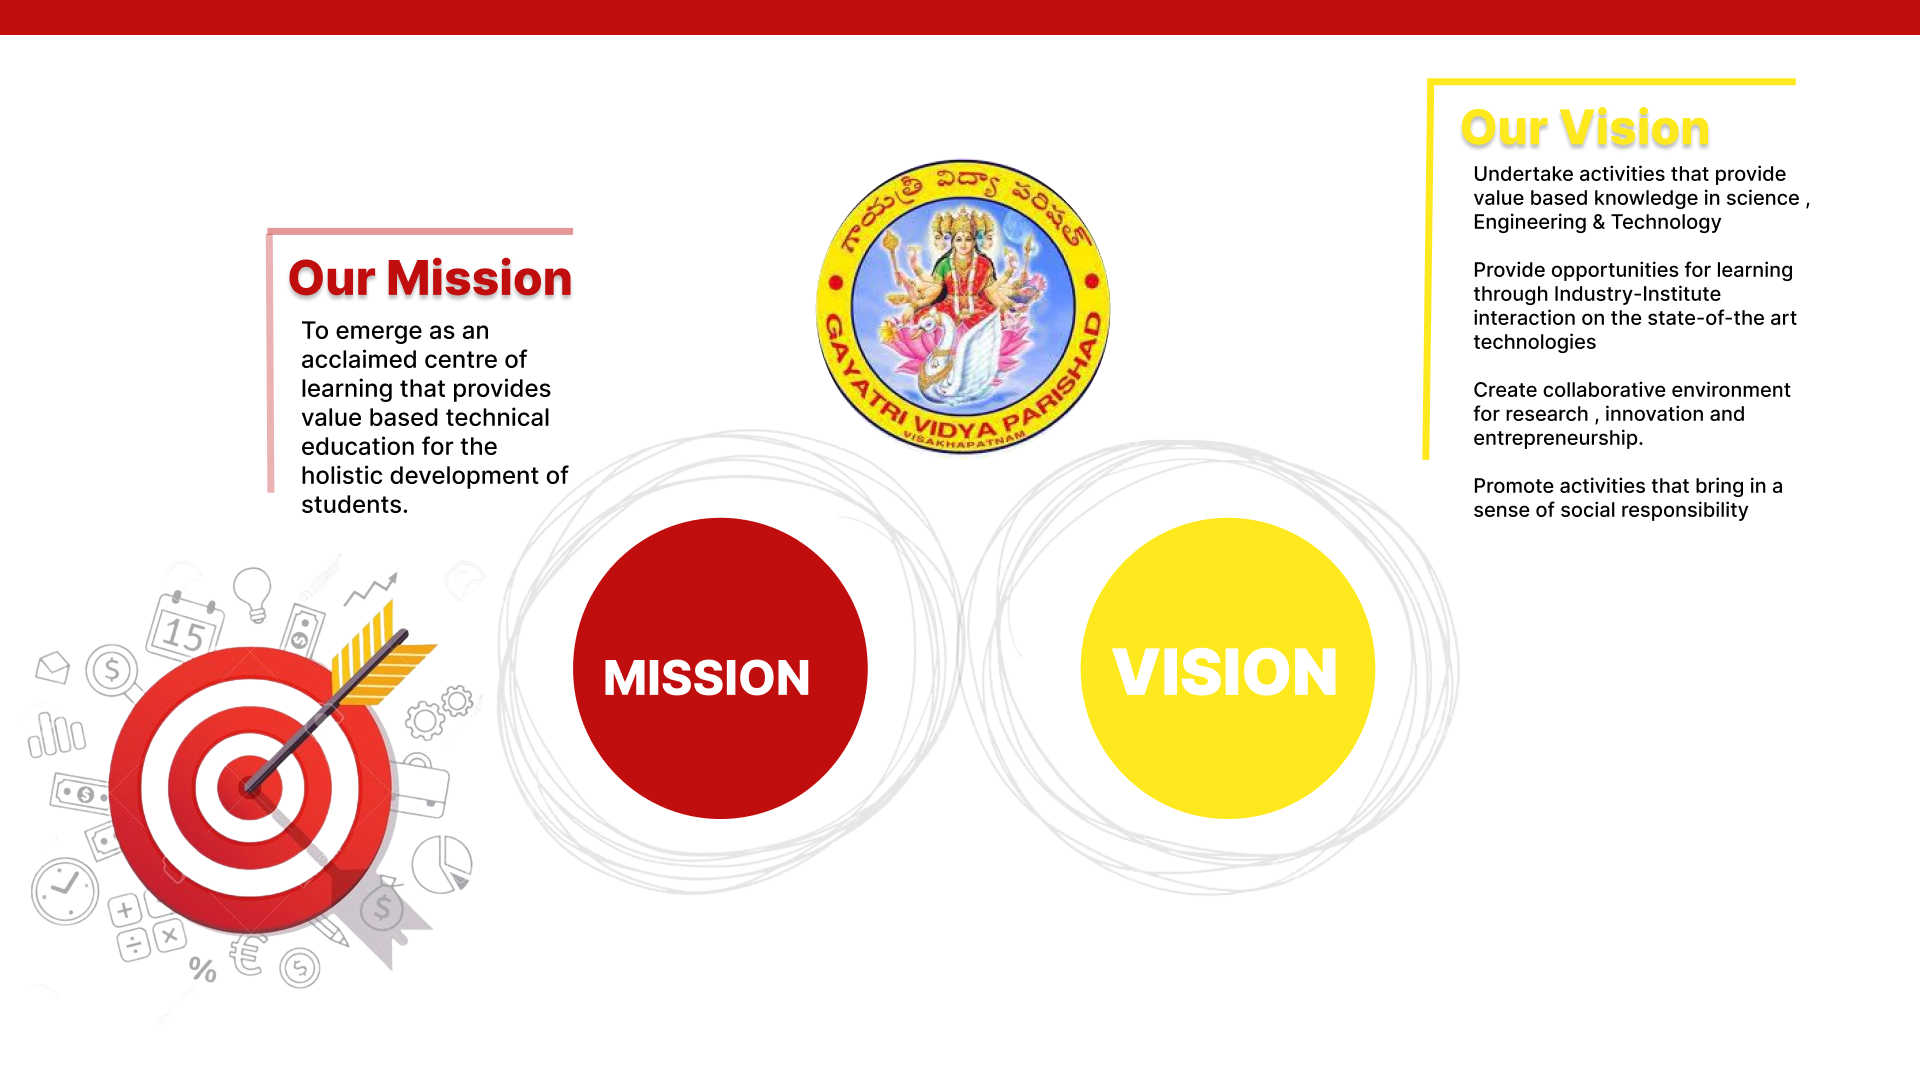 Our Vision
Undertake activities that provide
value based knowledge in science ,
Engineering & Technology
Provide opportunities for learning
through Industry-Institute
interaction on the state-of-the art
technologies
Create collaborative environment
for research , innovation and
entrepreneurship.
Promote activities that bring in a
sense of social responsibility
గాయత్రీ విద్యా పరిషత్
GAYATRI VIDYA PARISHAD
VISAKHAPATNAM
Our Mission
To emerge as an
acclaimed centre of
learning that provides
value based technical
education for the
holistic development of
students.
15
MISSION
VISION
%